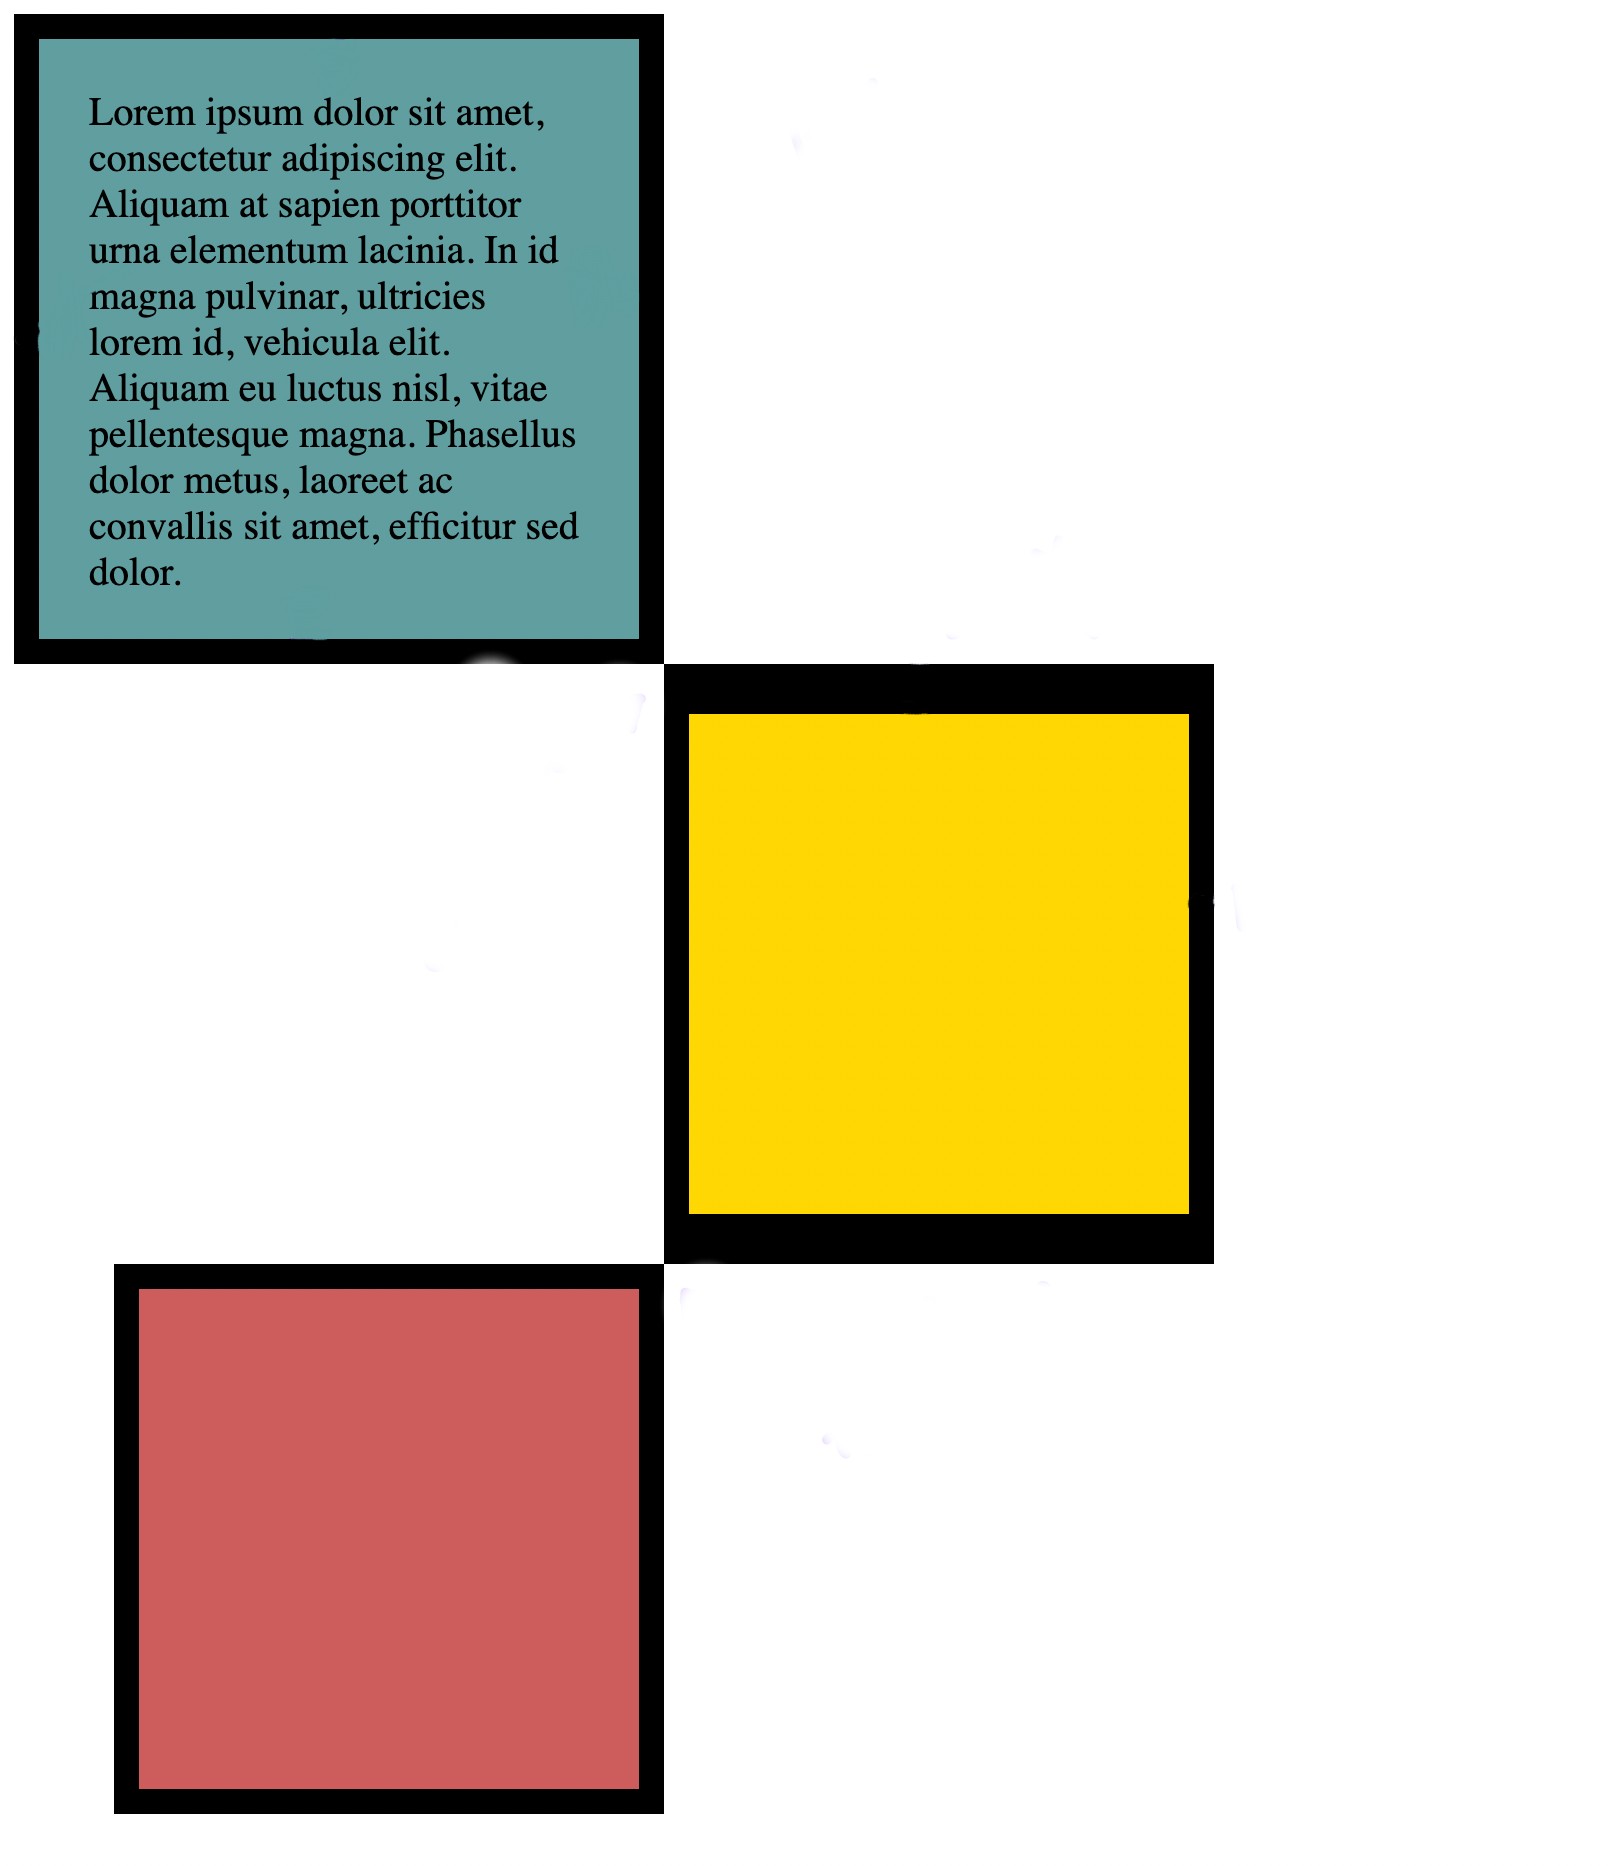 Lorem ipsum dolor sit amet,
consectetur adipiscing elit.
Aliquam at sapien porttitor
urna elementum lacinia. In id
magna pulvinar, ultricies
lorem id, vehicula elit.
Aliquam eu luctus nisl, vitae
pellentesque magna. Phasellus
dolor metus, laoreet ac
convallis sit amet, efficitur sed
dolor.